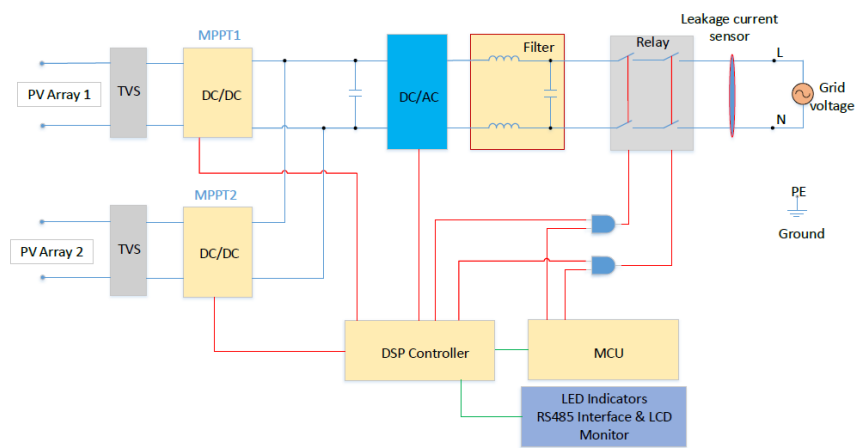 Leakage current
sensor
MPPT1
Filter
Relay
L
PV Array 1
TVS
DC/DC
DC/AC
Grid
voltage
N
MPPT2
PE
Ground
PV Array 2
TVS
DC/DC
DSP Controller
MCU
LED Indicators
RS485 Interface & LCD
Monitor